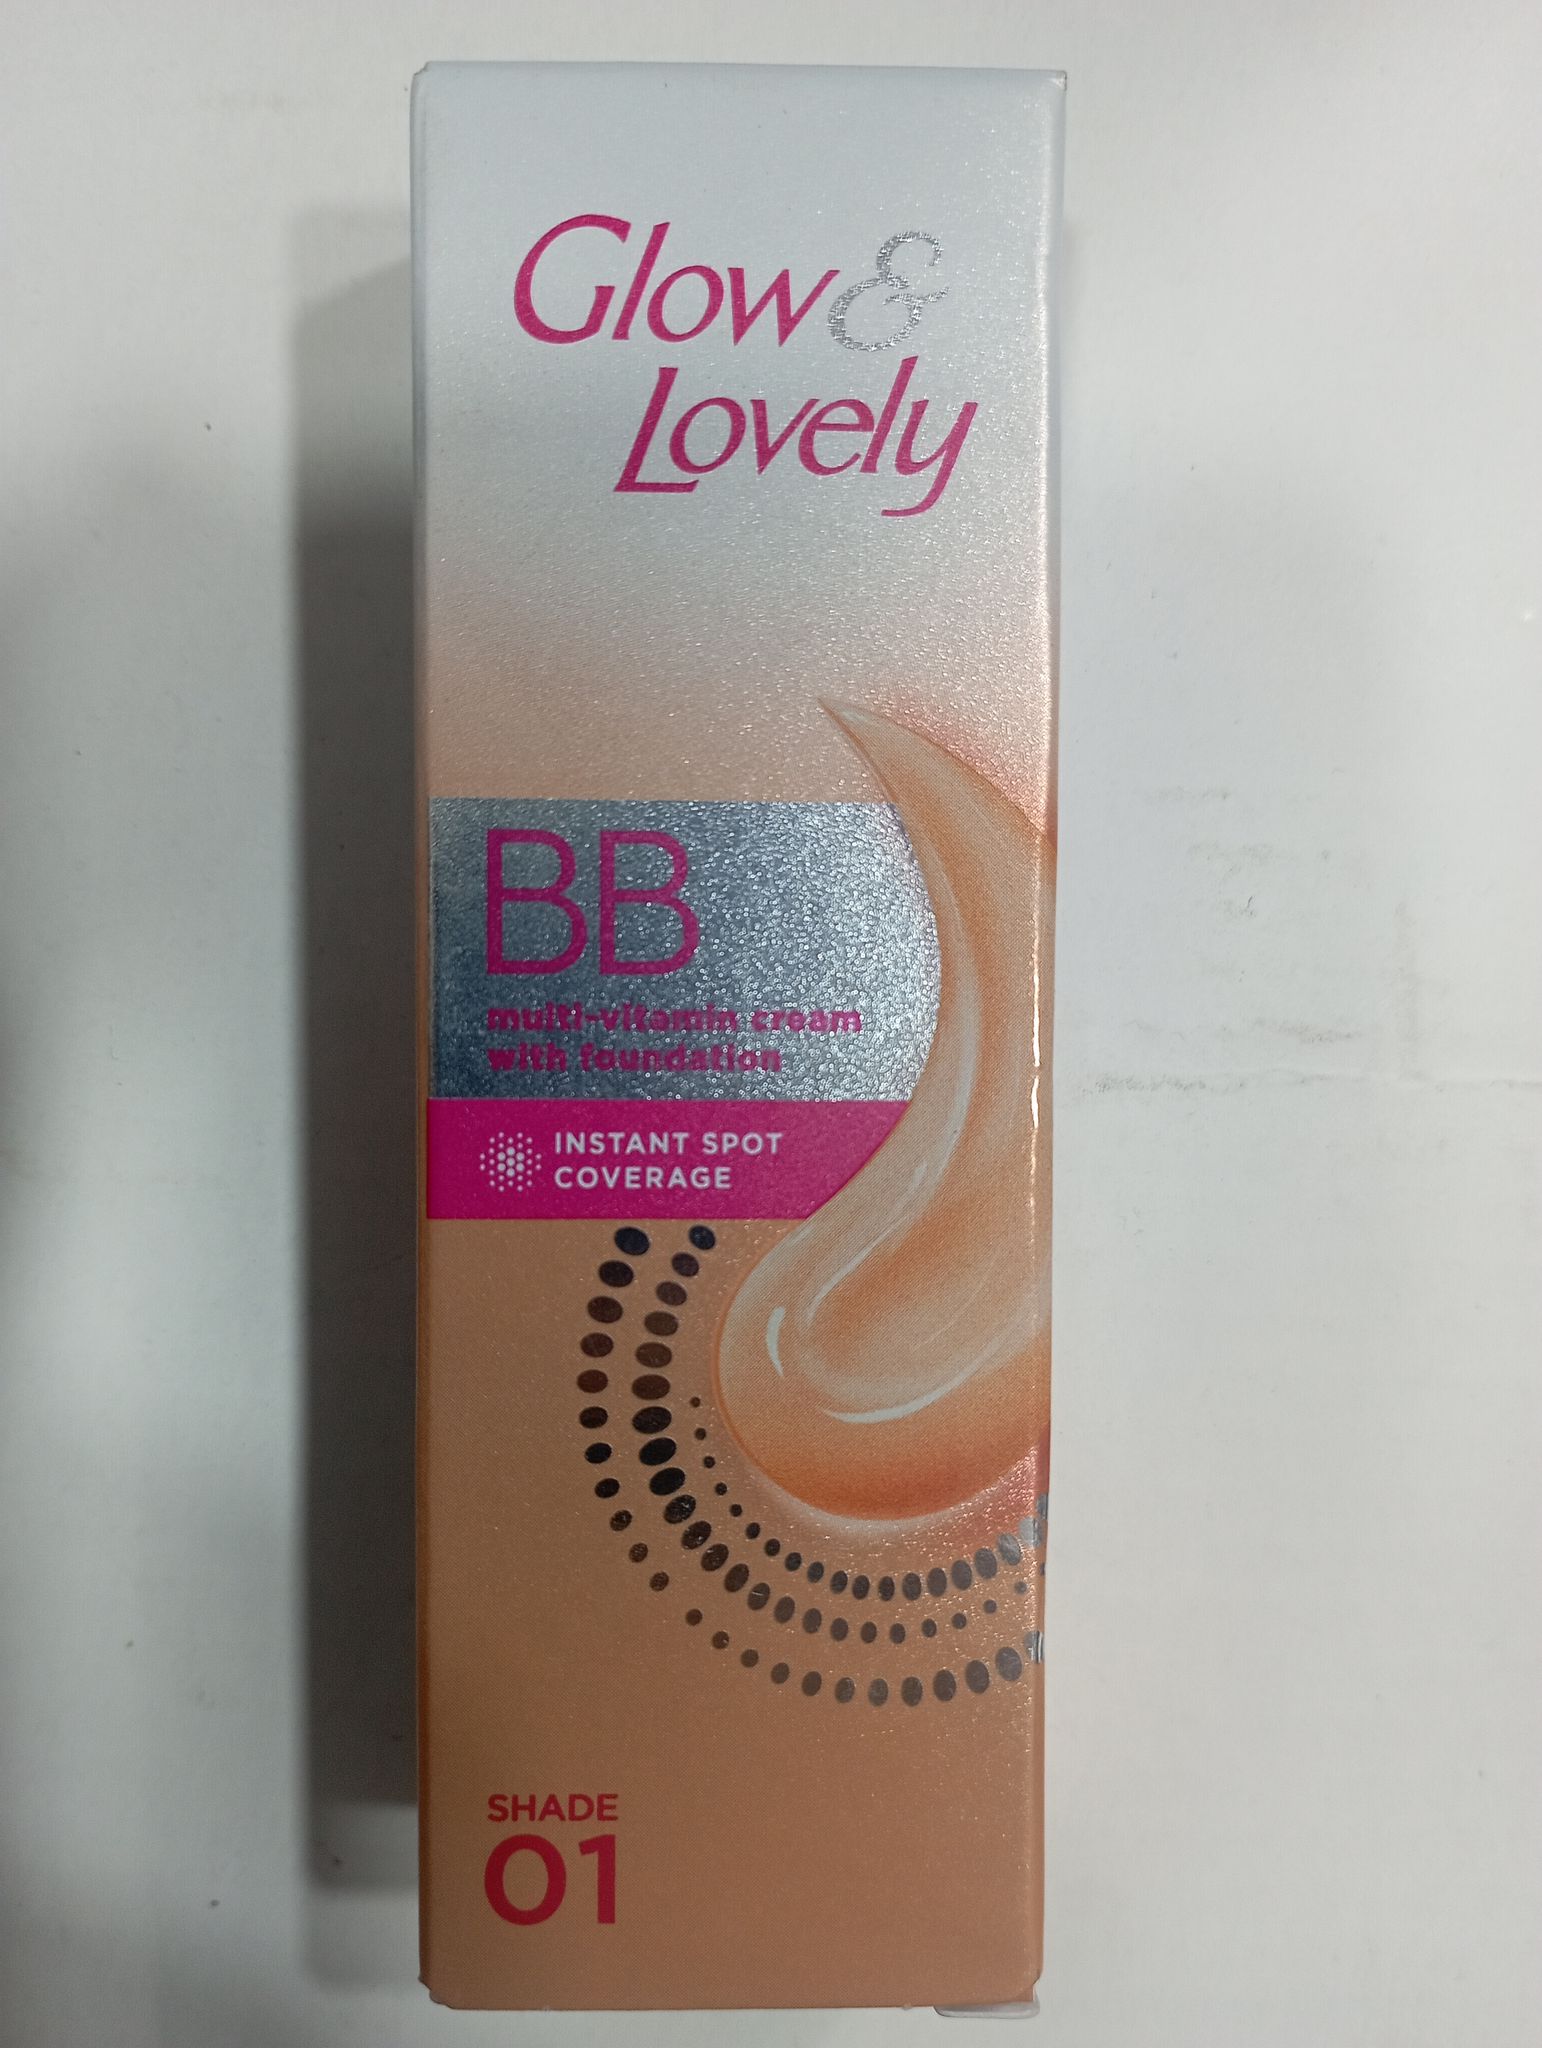 Glow &
Lovely
BB
multi-vitamin cream
with foundation
INSTANT SPOT
COVERAGE
SHADE
01